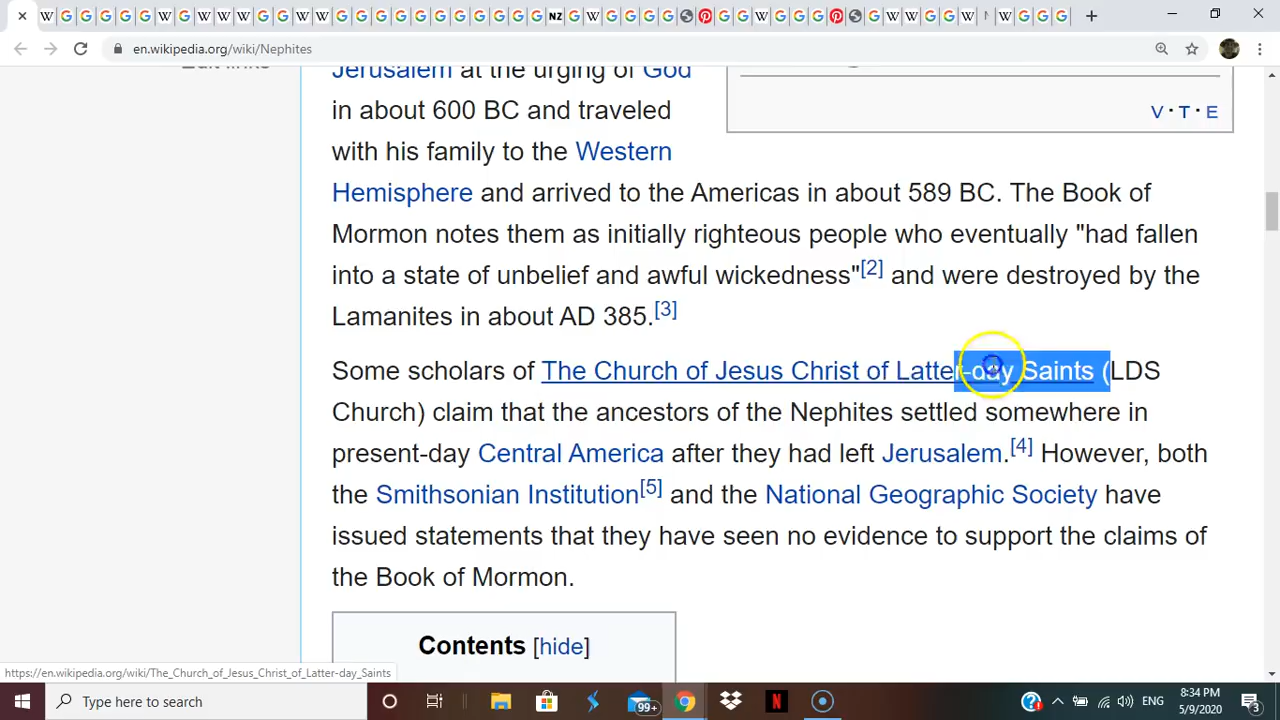 en.wikipedia.org/wiki/Nephites
Edit links
Jerusalem at the urging of God
in about 600 BC and traveled
with his family to the Western
Hemisphere and arrived to the Americas in about 589 BC. The Book of
Mormon notes them as initially righteous people who eventually "had fallen
into a state of unbelief and awful wickedness"[2] and were destroyed by the
Lamanites in about AD 385.[3]
V · T · E
Some scholars of The Church of Jesus Christ of Latter-day Saints (LDS
Church) claim that the ancestors of the Nephites settled somewhere in
present-day Central America after they had left Jerusalem.[4] However, both
the Smithsonian Institution[5] and the National Geographic Society have
issued statements that they have seen no evidence to support the claims of
the Book of Mormon.
Contents [hide]
https://en.wikipedia.org/wiki/The_Church_of_Jesus_Christ_of_Latter-day_Saints
Type here to search
99+
N
ENG
8:34 PM
5/9/2020
3